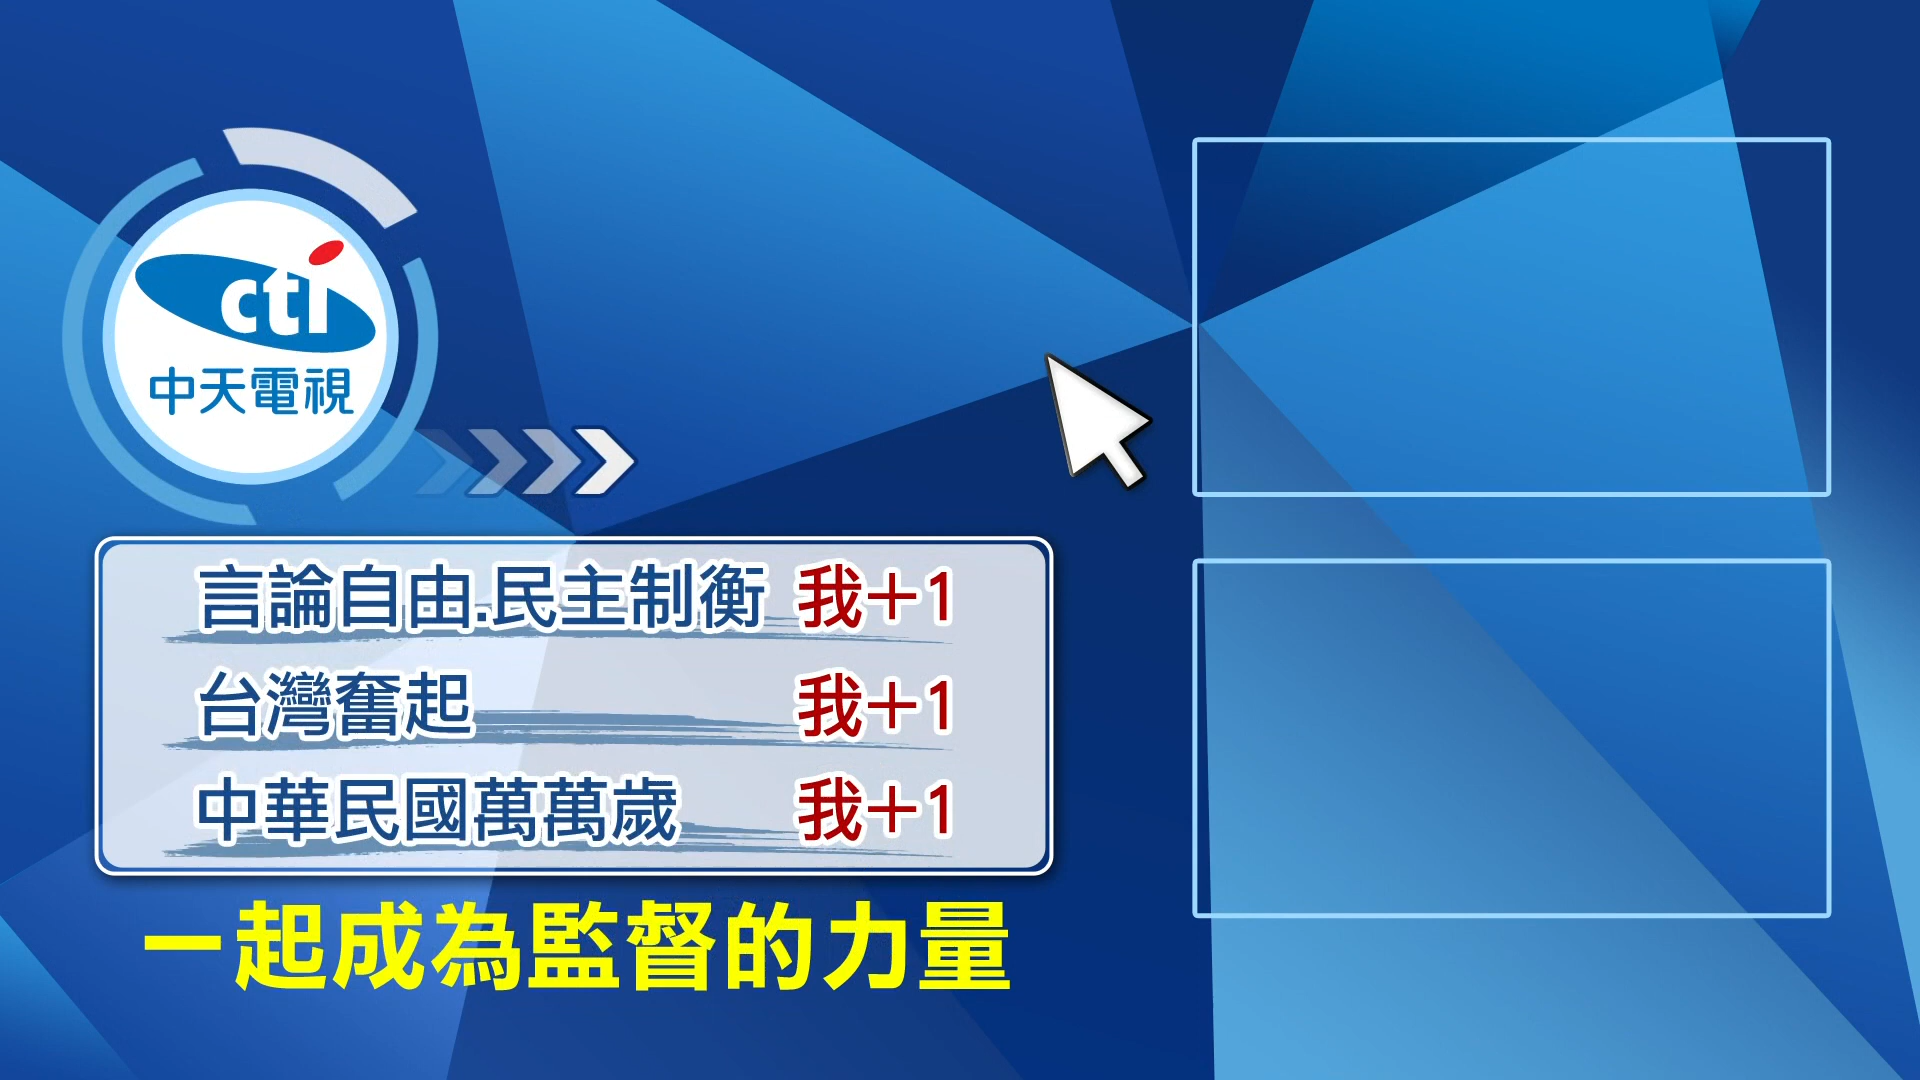 cti
中天電視
言論自由.民主制衡 我+1
台灣奮起 我+1
中華民國萬萬歲 我+1
一起成為監督的力量